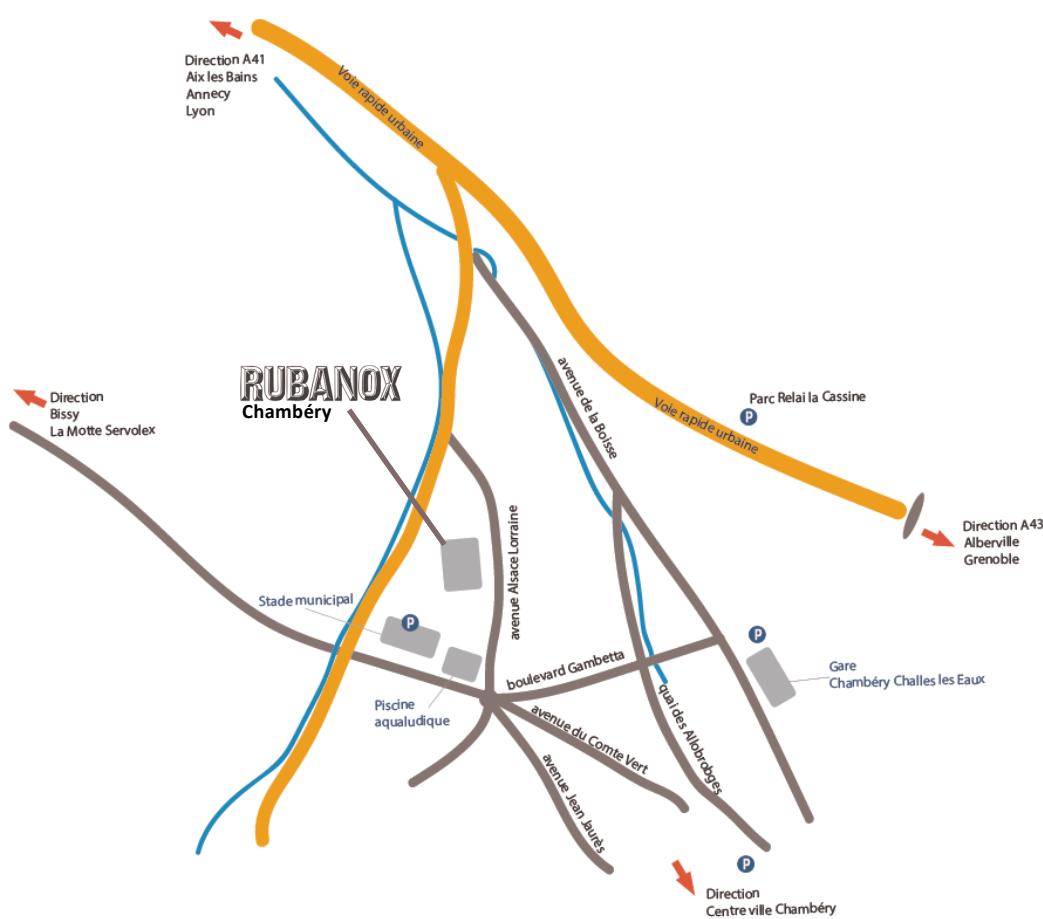 Direction A41
Aix les Bains
Annecy
Lyon
Voie rapide urbaine
RUBANOX
Chambéry
Direction
Bissy
La Motte Servolex
avenue de la Boisse
Parc Relai la Cassine
P
Voie rapide urbaine
Direction A43
Alberville
Grenoble
avenue Alsace Lorraine
Stade municipal
P
P
boulevard Gambetta
Gare
Chambéry Challes les Eaux
Piscine
aqualudique
avenue du Comte Vert
quai des Allobrobges
avenue Jean Jaurès
P
Direction
Centre ville Chambéry